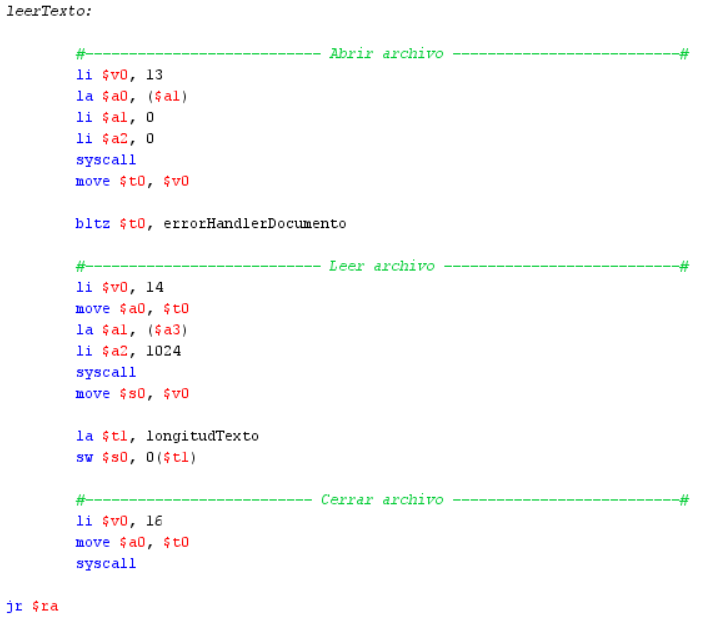 leerTexto:
#--------------------------- Abrir archivo --------------------------#
li $v0, 13
la $a0, ($a1)
li $a1, 0
li $a2, 0
syscall
move $t0, $v0
bltz $t0, errorHandlerDocumento
#--------------------------- Leer archivo ---------------------------#
li $v0, 14
move $a0, $t0
la $a1, ($a3)
li $a2, 1024
syscall
move $s0, $v0
la $t1, longitudTexto
sw $s0, 0($t1)
#-------------------------- Cerrar archivo --------------------------#
li $v0, 16
move $a0, $t0
syscall
jr $ra